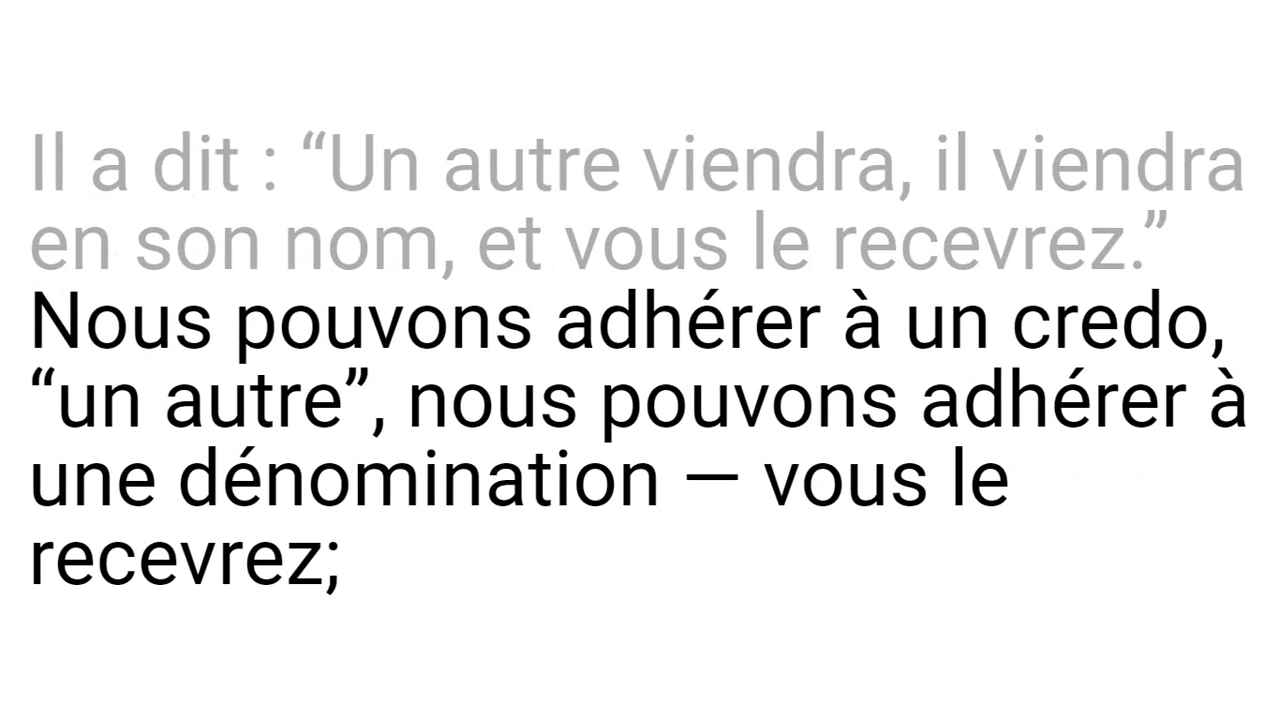 Il a dit : “Un autre viendra, il viendra
en son nom, et vous le recevrez.”
Nous pouvons adhérer à un credo,
“un autre”, nous pouvons adhérer à
une dénomination — vous le
recevrez;